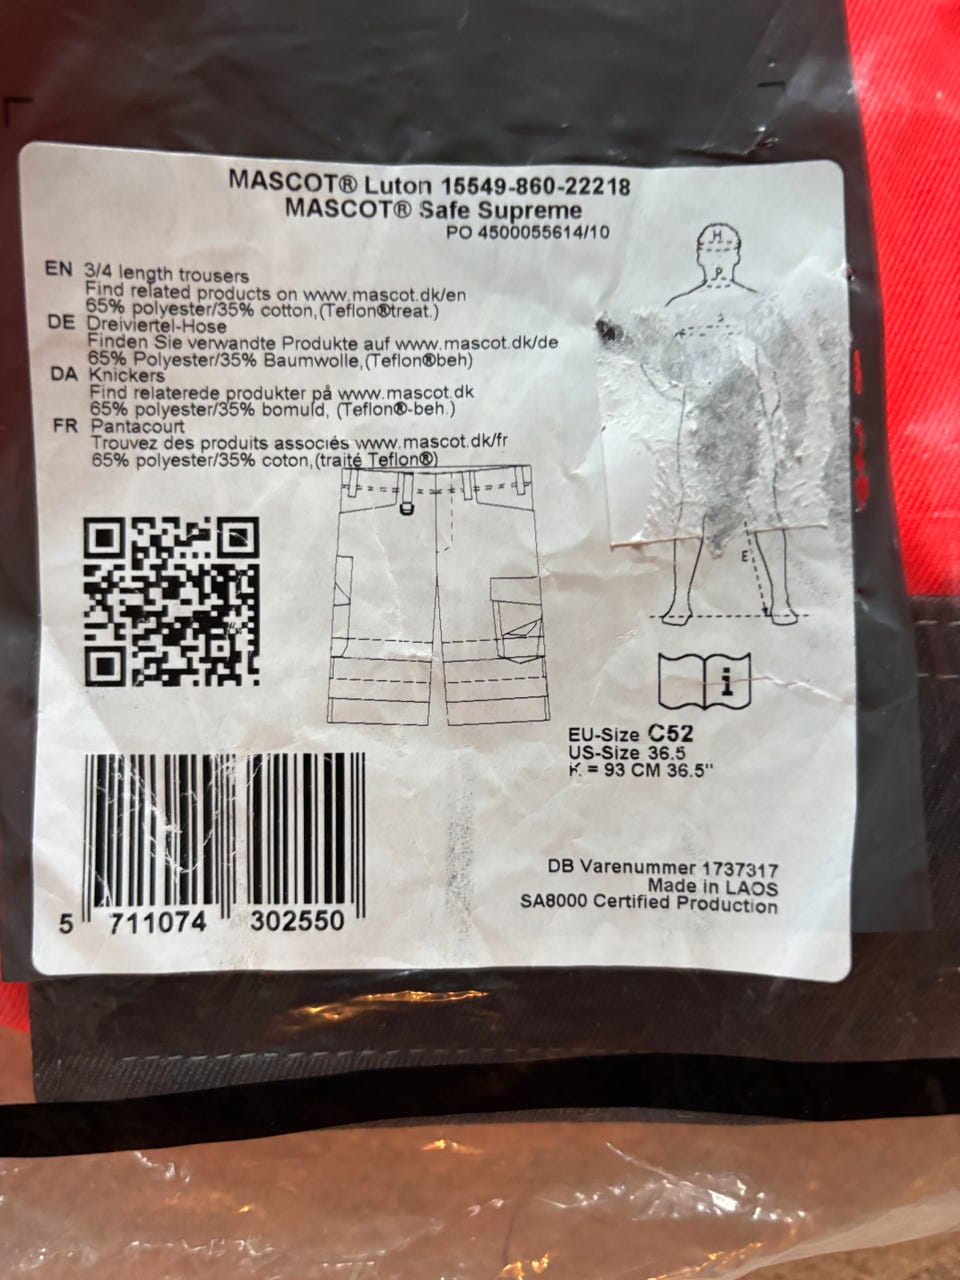 MASCOT® Luton 15549-860-22218
MASCOT® Safe Supreme
PO 4500055614/10
EN 3/4 length trousers
Find related products on www.mascot.dk/en
65% polyester/35% cotton,(Teflon®treat.)
DE Dreiviertel-Hose
Finden Sie verwandte Produkte auf www.mascot.dk/de
65% Polyester/35% Baumwolle,(Teflon®beh)
DA Knickers
Find relaterede produkter på www.mascot.dk
65% polyester/35% bomuld, (Teflon®-beh.)
FR Pantacourt
Trouvez des produits associés www.mascot.dk/fr
65% polyester/35% coton,(traité Teflon®)
H
P
E
i
EU-Size C52
US-Size 36.5
K = 93 CM 36.5"
5 711074 302550
DB Varenummer 1737317
Made in LAOS
SA8000 Certified Production